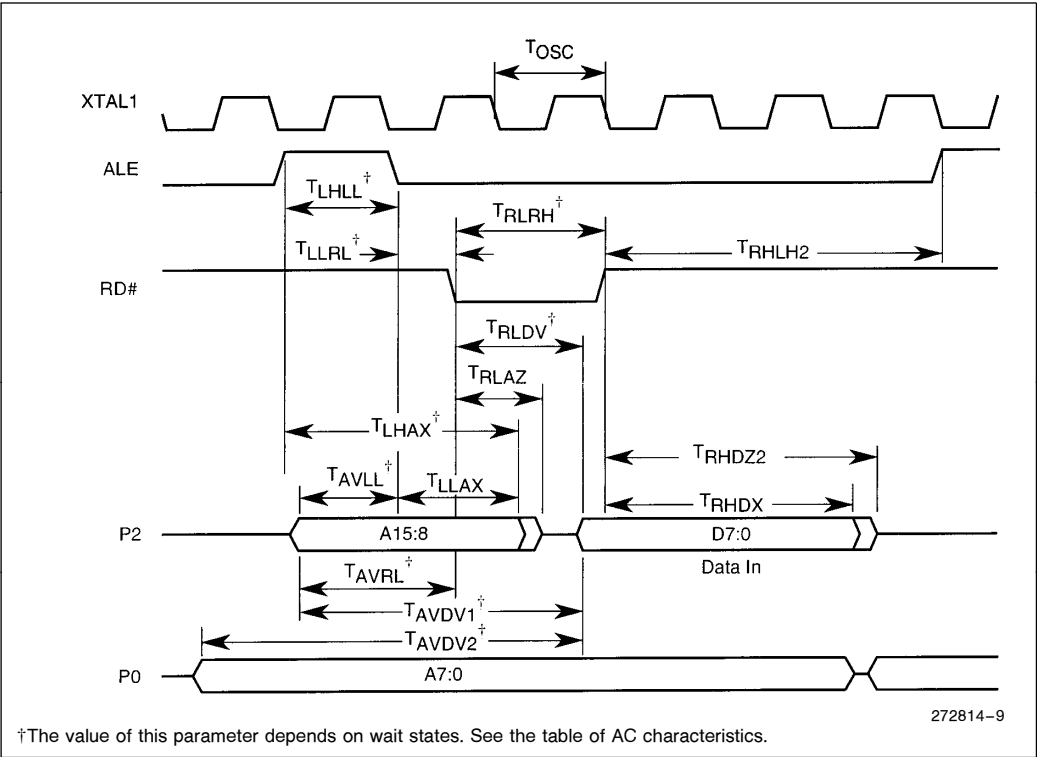 TOSC
XTAL1
ALE
TLHLL†
TRLRH†
TLLRL†
TRHLH2
RD#
TRLDV†
TRLAZ
TLHAX†
TRHDZ2
TAVLL†
TLLAX
TRHDX
P2
A15:8
D7:0
Data In
TAVRL†
TAVDV1†
TAVDV2†
P0
A7:0
272814-9
†The value of this parameter depends on wait states. See the table of AC characteristics.